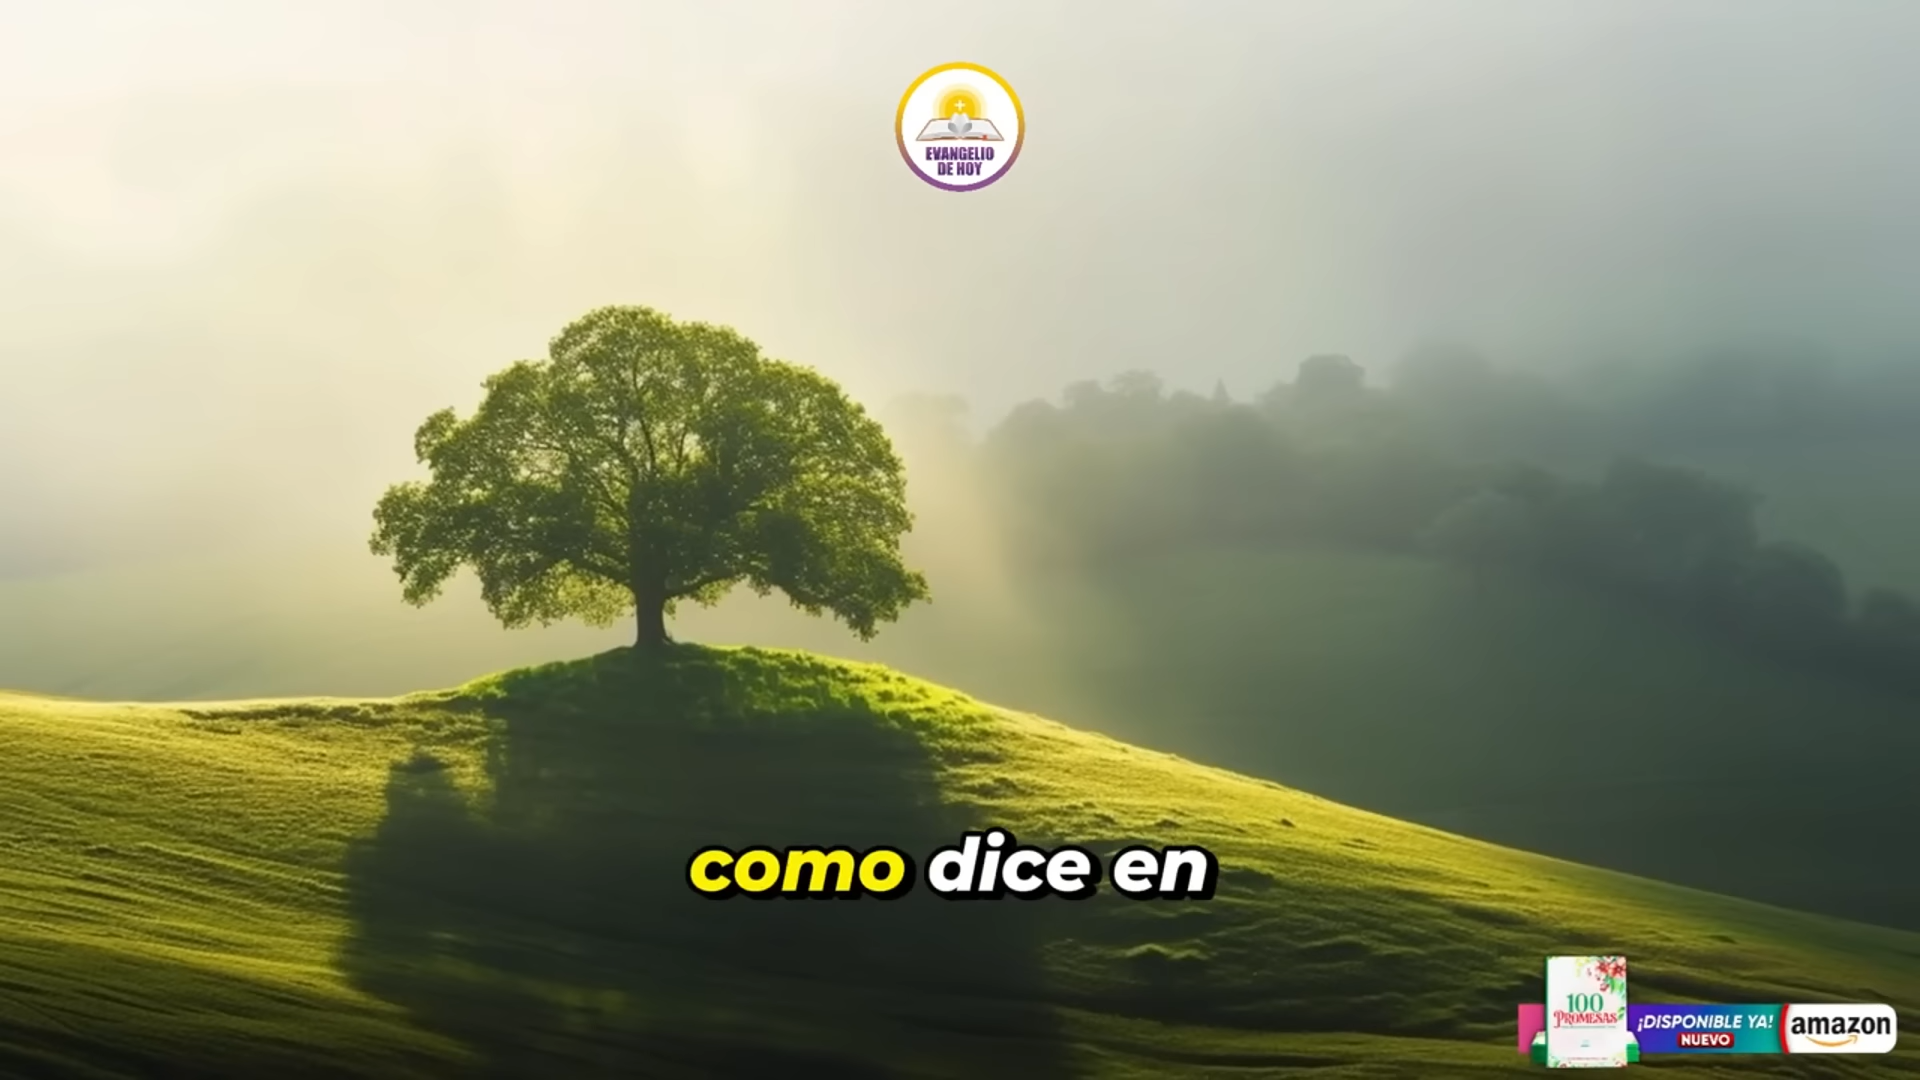 EVANGELIO
DE HOY
como dice en
100
PROMESAS
¡DISPONIBLE YA!
NUEVO
amazon